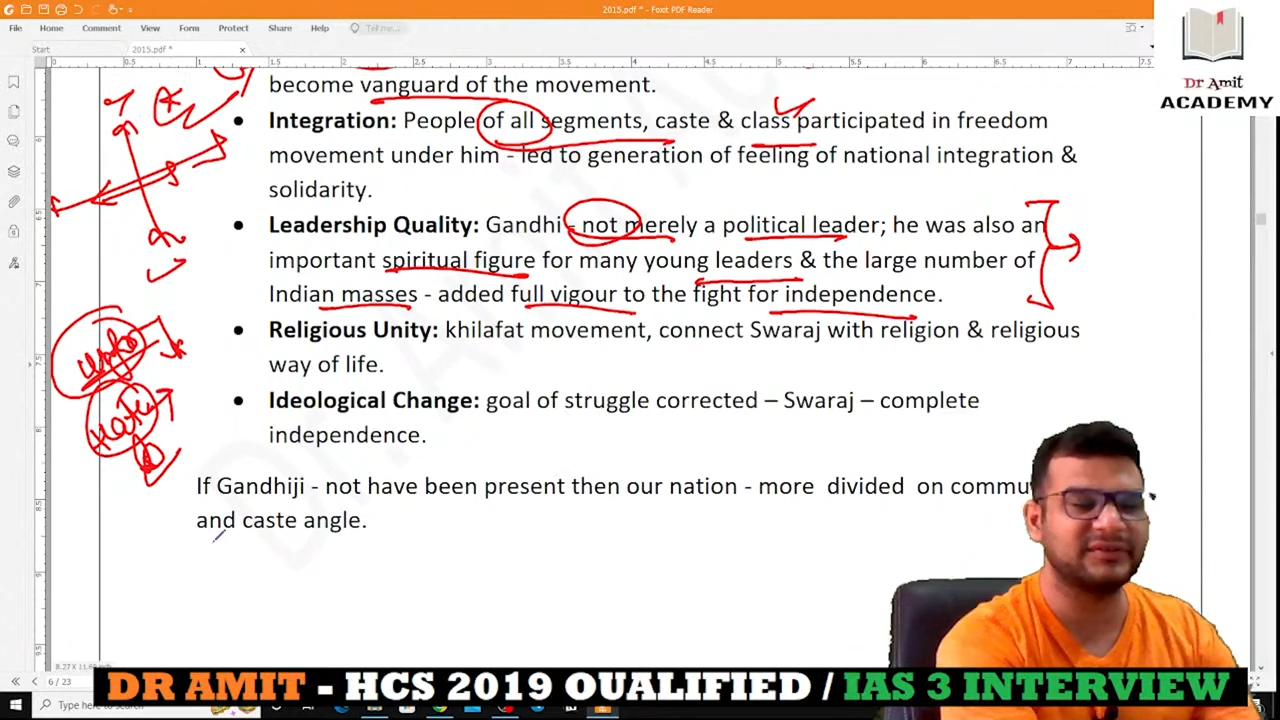 2015.pdf * - Foxit PDF Reader
File Home Comment View Form Protect Share Help Tell me...
Start 2015.pdf *
become vanguard of the movement.
• Integration: People of all segments, caste & class participated in freedom
movement under him - led to generation of feeling of national integration &
solidarity.
• Leadership Quality: Gandhi - not merely a political leader; he was also an
important spiritual figure for many young leaders & the large number of
Indian masses - added full vigour to the fight for independence.
• Religious Unity: khilafat movement, connect Swaraj with religion & religious
way of life.
• Ideological Change: goal of struggle corrected – Swaraj – complete
independence.
If Gandhiji - not have been present then our nation - more divided on commu
and caste angle.
Dr Amit
ACADEMY
6 / 23
DR AMIT - HCS 2019 QUALIFIED / IAS 3 INTERVIEW
Type here to search